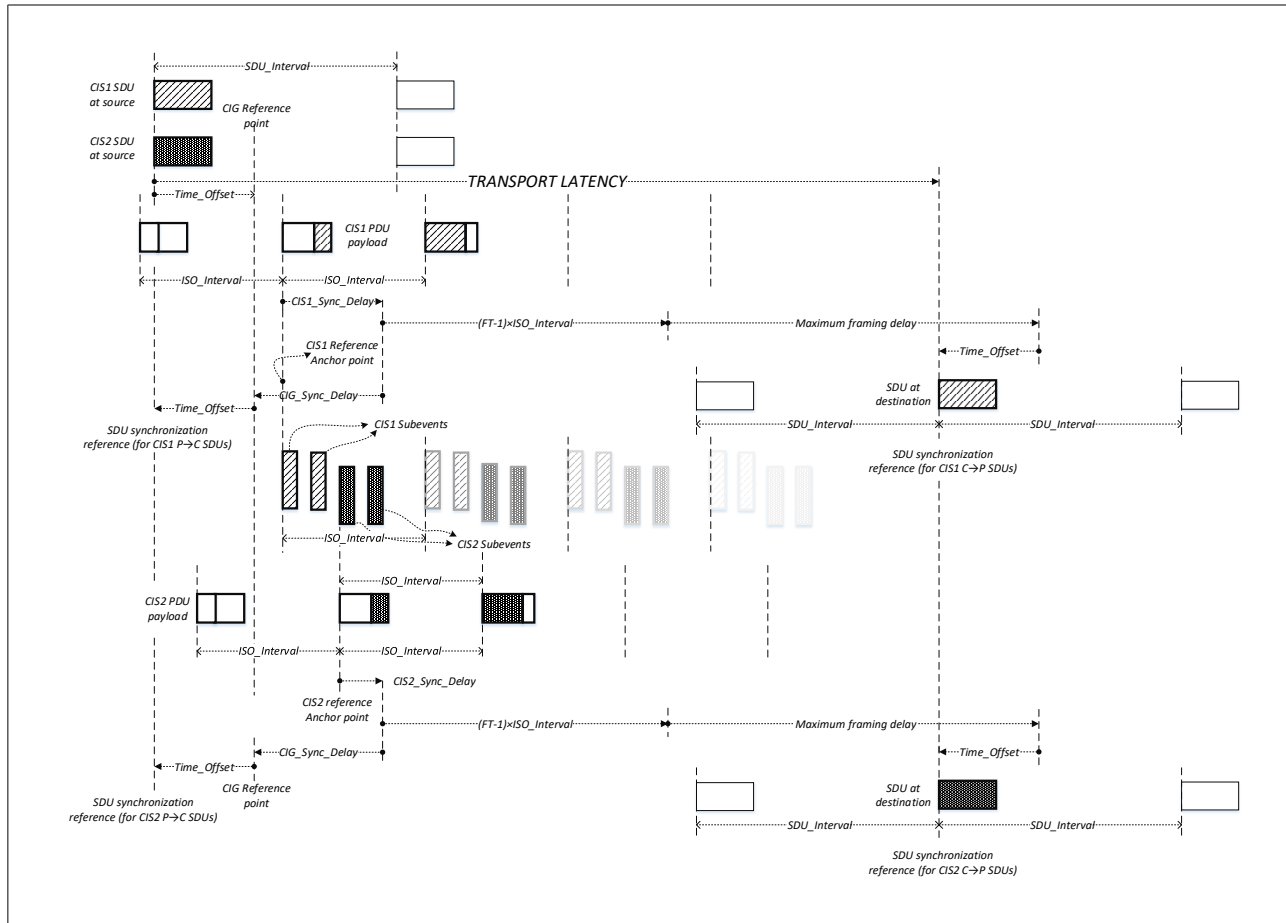 SDU_Interval
CIS1 SDU
at source
CIG Reference
point
CIS2 SDU
at source
TRANSPORT LATENCY
Time_Offset
CIS1 PDU
payload
ISO_Interval
ISO_Interval
CIS1_Sync_Delay
(FT-1)×ISO_Interval
Maximum framing delay
CIS1 Reference
Anchor point
Time_Offset
CIG_Sync_Delay
SDU at
destination
Time_Offset
CIS1 Subevents
SDU_Interval
SDU_Interval
SDU synchronization
reference (for CIS1 P→C SDUs)
SDU synchronization
reference (for CIS1 C→P SDUs)
ISO_Interval
CIS2 Subevents
ISO_Interval
CIS2 PDU
payload
ISO_Interval
ISO_Interval
CIS2_Sync_Delay
CIS2 reference
Anchor point
(FT-1)×ISO_Interval
Maximum framing delay
CIG_Sync_Delay
Time_Offset
Time_Offset
CIG Reference
point
SDU at
destination
SDU synchronization
reference (for CIS2 P→C SDUs)
SDU_Interval
SDU_Interval
SDU synchronization
reference (for CIS2 C→P SDUs)